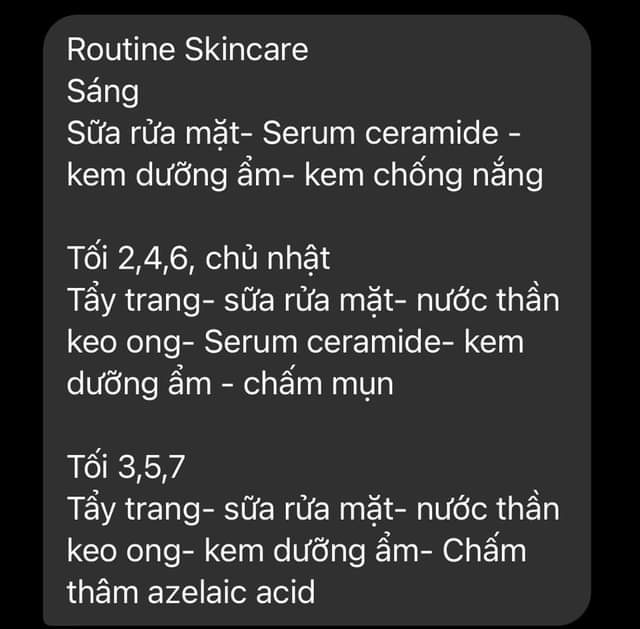 Routine Skincare
Sáng
Sữa rửa mặt- Serum ceramide -
kem dưỡng ẩm- kem chống nắng
Tối 2,4,6, chủ nhật
Tẩy trang- sữa rửa mặt- nước thần
keo ong- Serum ceramide- kem
dưỡng ẩm - chấm mụn
Tối 3,5,7
Tẩy trang- sữa rửa mặt- nước thần
keo ong- kem dưỡng ẩm- Chấm
thâm azelaic acid